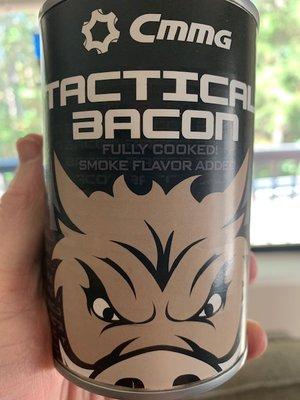 CMMG
TACTICAL
BACON
FULLY COOKED!
SMOKE FLAVOR ADDED